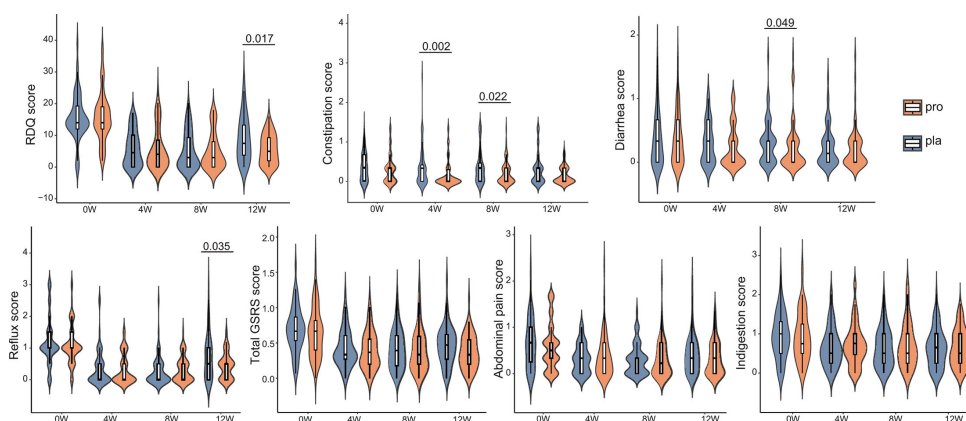 RDQ score
40
30
20
10
0
−10
0W 4W 8W 12W
0.017
Constipation score
4
3
2
1
0
0W 4W 8W 12W
0.002
0.022
Diarrhea score
2
1
0
0W 4W 8W 12W
0.049
pro
pla
Reflux score
4
3
2
1
0
0W 4W 8W 12W
0.035
Total GSRS score
2.0
1.5
1.0
0.5
0.0
0W 4W 8W 12W
Abdominal pain score
3
2
1
0
0W 4W 8W 12W
Indigestion score
3
2
1
0
0W 4W 8W 12W